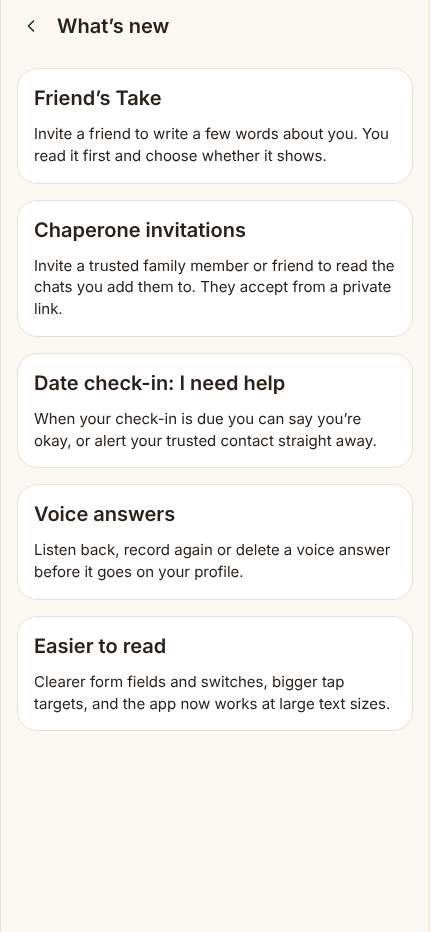 What’s new
Friend’s Take
Invite a friend to write a few words about you. You
read it first and choose whether it shows.
Chaperone invitations
Invite a trusted family member or friend to read the
chats you add them to. They accept from a private
link.
Date check-in: I need help
When your check-in is due you can say you’re
okay, or alert your trusted contact straight away.
Voice answers
Listen back, record again or delete a voice answer
before it goes on your profile.
Easier to read
Clearer form fields and switches, bigger tap
targets, and the app now works at large text sizes.